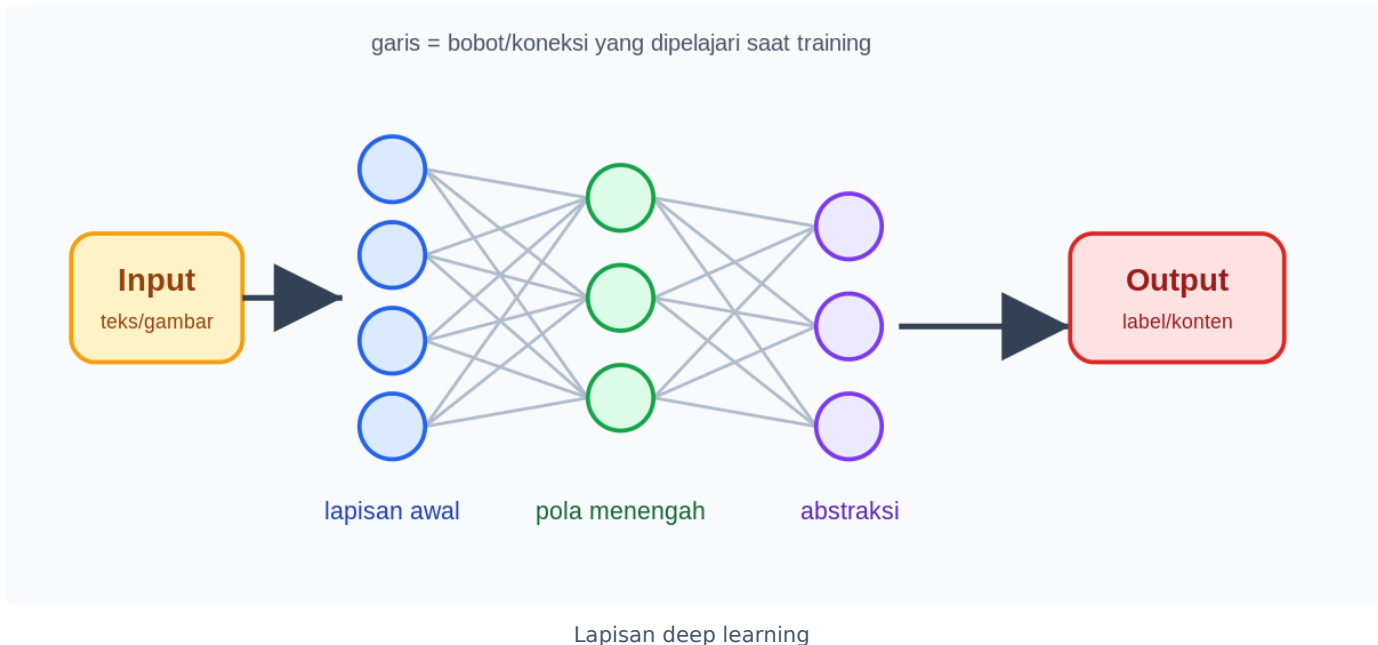 garis = bobot/koneksi yang dipelajari saat training
Input
teks/gambar
Output
label/konten
lapisan awal
pola menengah
abstraksi
Lapisan deep learning